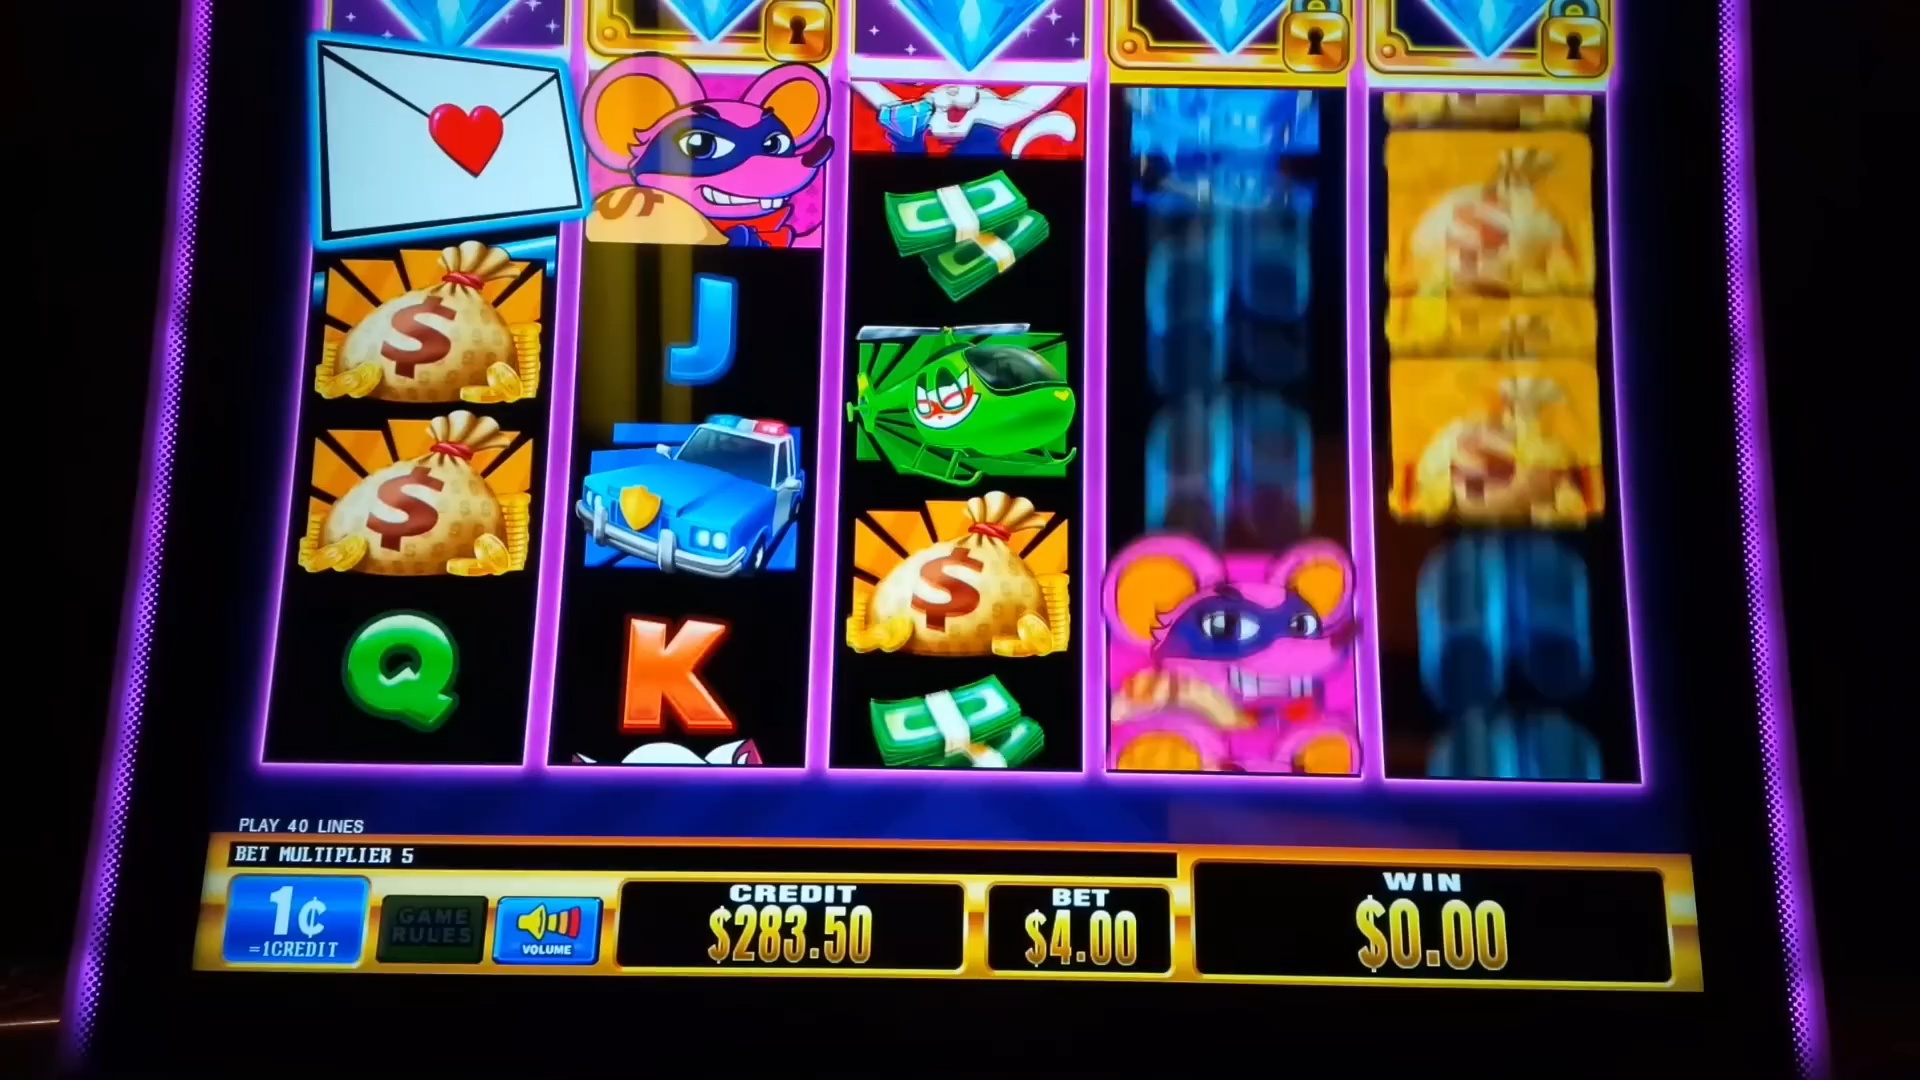 $
$
J
$
$
Q
K
PLAY 40 LINES
BET MULTIPLIER 5
1¢
=1CREDIT
GAME
RULES
VOLUME
CREDIT
$283.50
BET
$4.00
WIN
$0.00